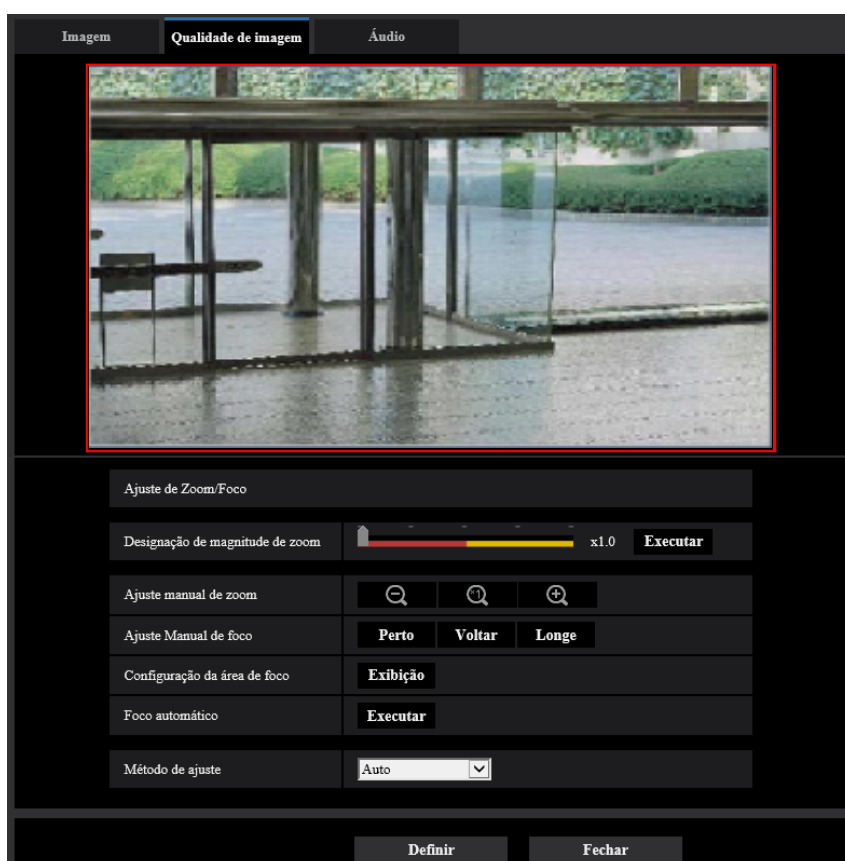 Imagem Qualidade de imagem Áudio
Ajuste de Zoom/Foco
Designação de magnitude de zoom x1.0 Executar
Ajuste manual de zoom ×1
Ajuste Manual de foco Perto Voltar Longe
Configuração da área de foco Exibição
Foco automático Executar
Método de ajuste Auto
Definir Fechar